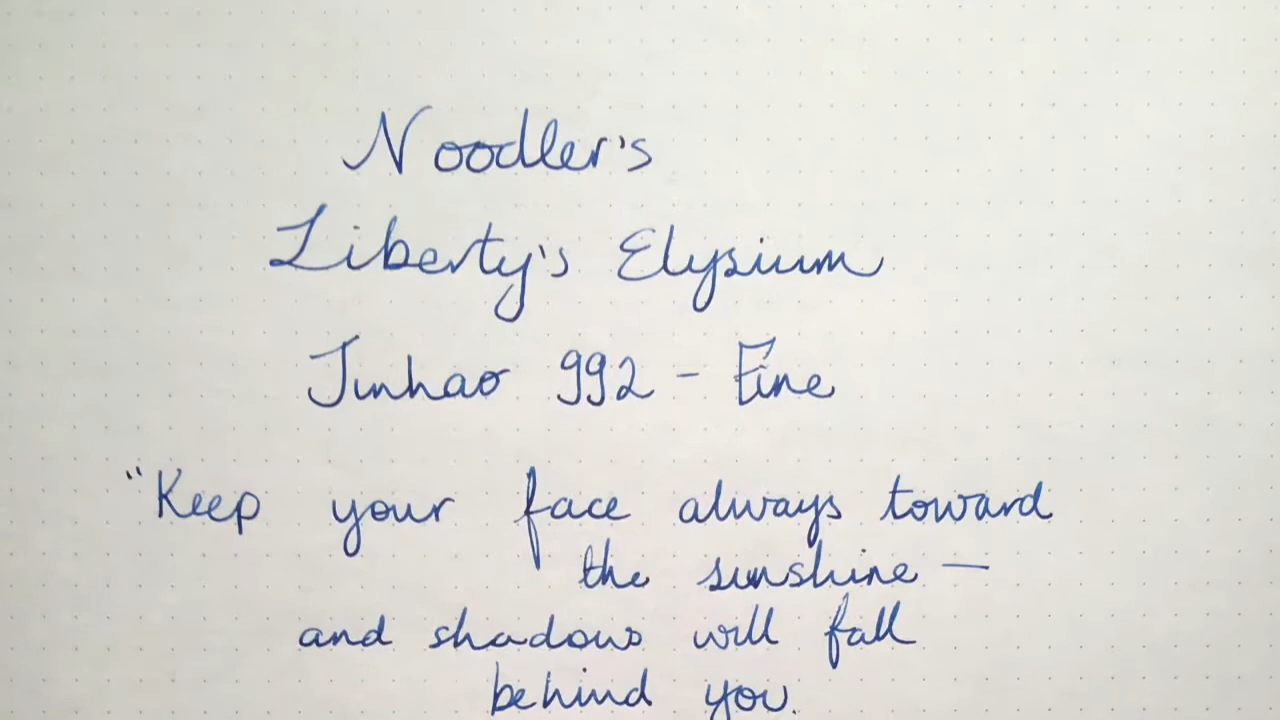 Noodler's
Liberty's Elysium
Jinhao 992 - Fine
"Keep your face always toward
the sunshine —
and shadows will fall
behind you.